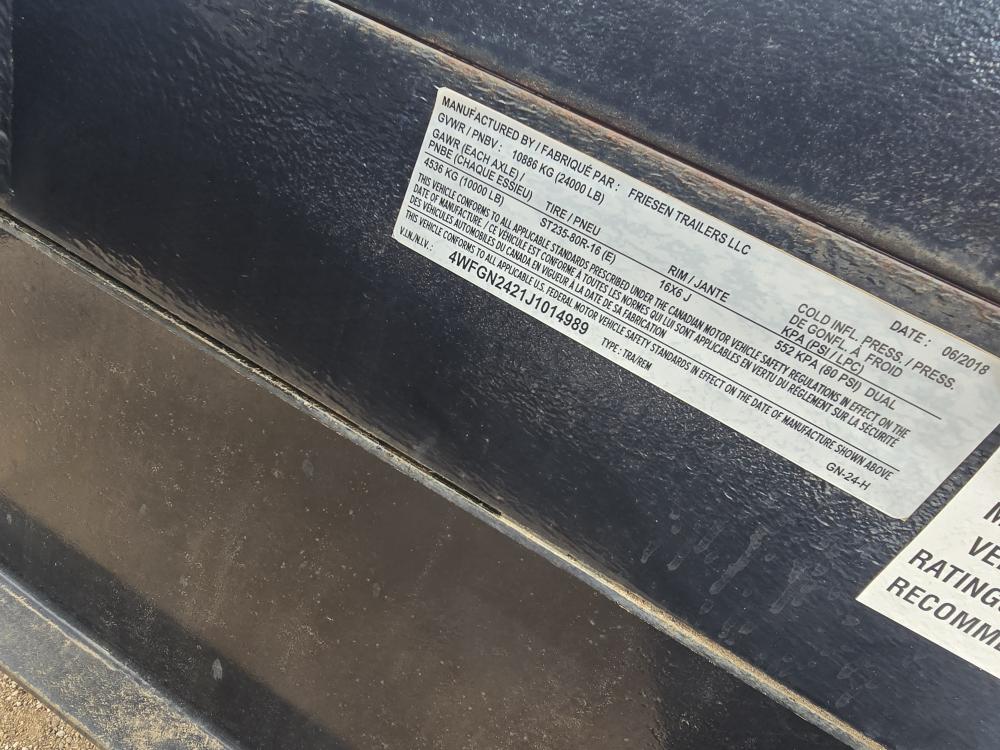 MANUFACTURED BY / FABRIQUÉ PAR : FRIESEN TRAILERS LLC DATE : 06/2018
GVWR / PNBV : 10886 KG (24000 LB)
GAWR (EACH AXLE) / TIRE / PNEU RIM / JANTE COLD INFL. PRESS. / PRESS.
PNBE (CHAQUE ESSIEU) DE GONFL. À FROID
KPA (PSI / LPC)
4536 KG (10000 LB) ST235-80R-16 (E) 16X6 J 552 KPA (80 PSI) DUAL
THIS VEHICLE CONFORMS TO ALL APPLICABLE STANDARDS PRESCRIBED UNDER THE CANADIAN MOTOR VEHICLE SAFETY REGULATIONS IN EFFECT ON THE
DATE OF MANUFACTURE / CE VÉHICULE EST CONFORME À TOUTES LES NORMES QUI LUI SONT APPLICABLES EN VERTU DU RÈGLEMENT SUR LA SÉCURITÉ
DES VÉHICULES AUTOMOBILES DU CANADA EN VIGUEUR À LA DATE DE SA FABRICATION
THIS VEHICLE CONFORMS TO ALL APPLICABLE U.S. FEDERAL MOTOR VEHICLE SAFETY STANDARDS IN EFFECT ON THE DATE OF MANUFACTURE SHOWN ABOVE
V.I.N./N.I.V. : 4WFGN2421J1014989 TYPE : TRA/REM GN-24-H
RATING
RECOMM